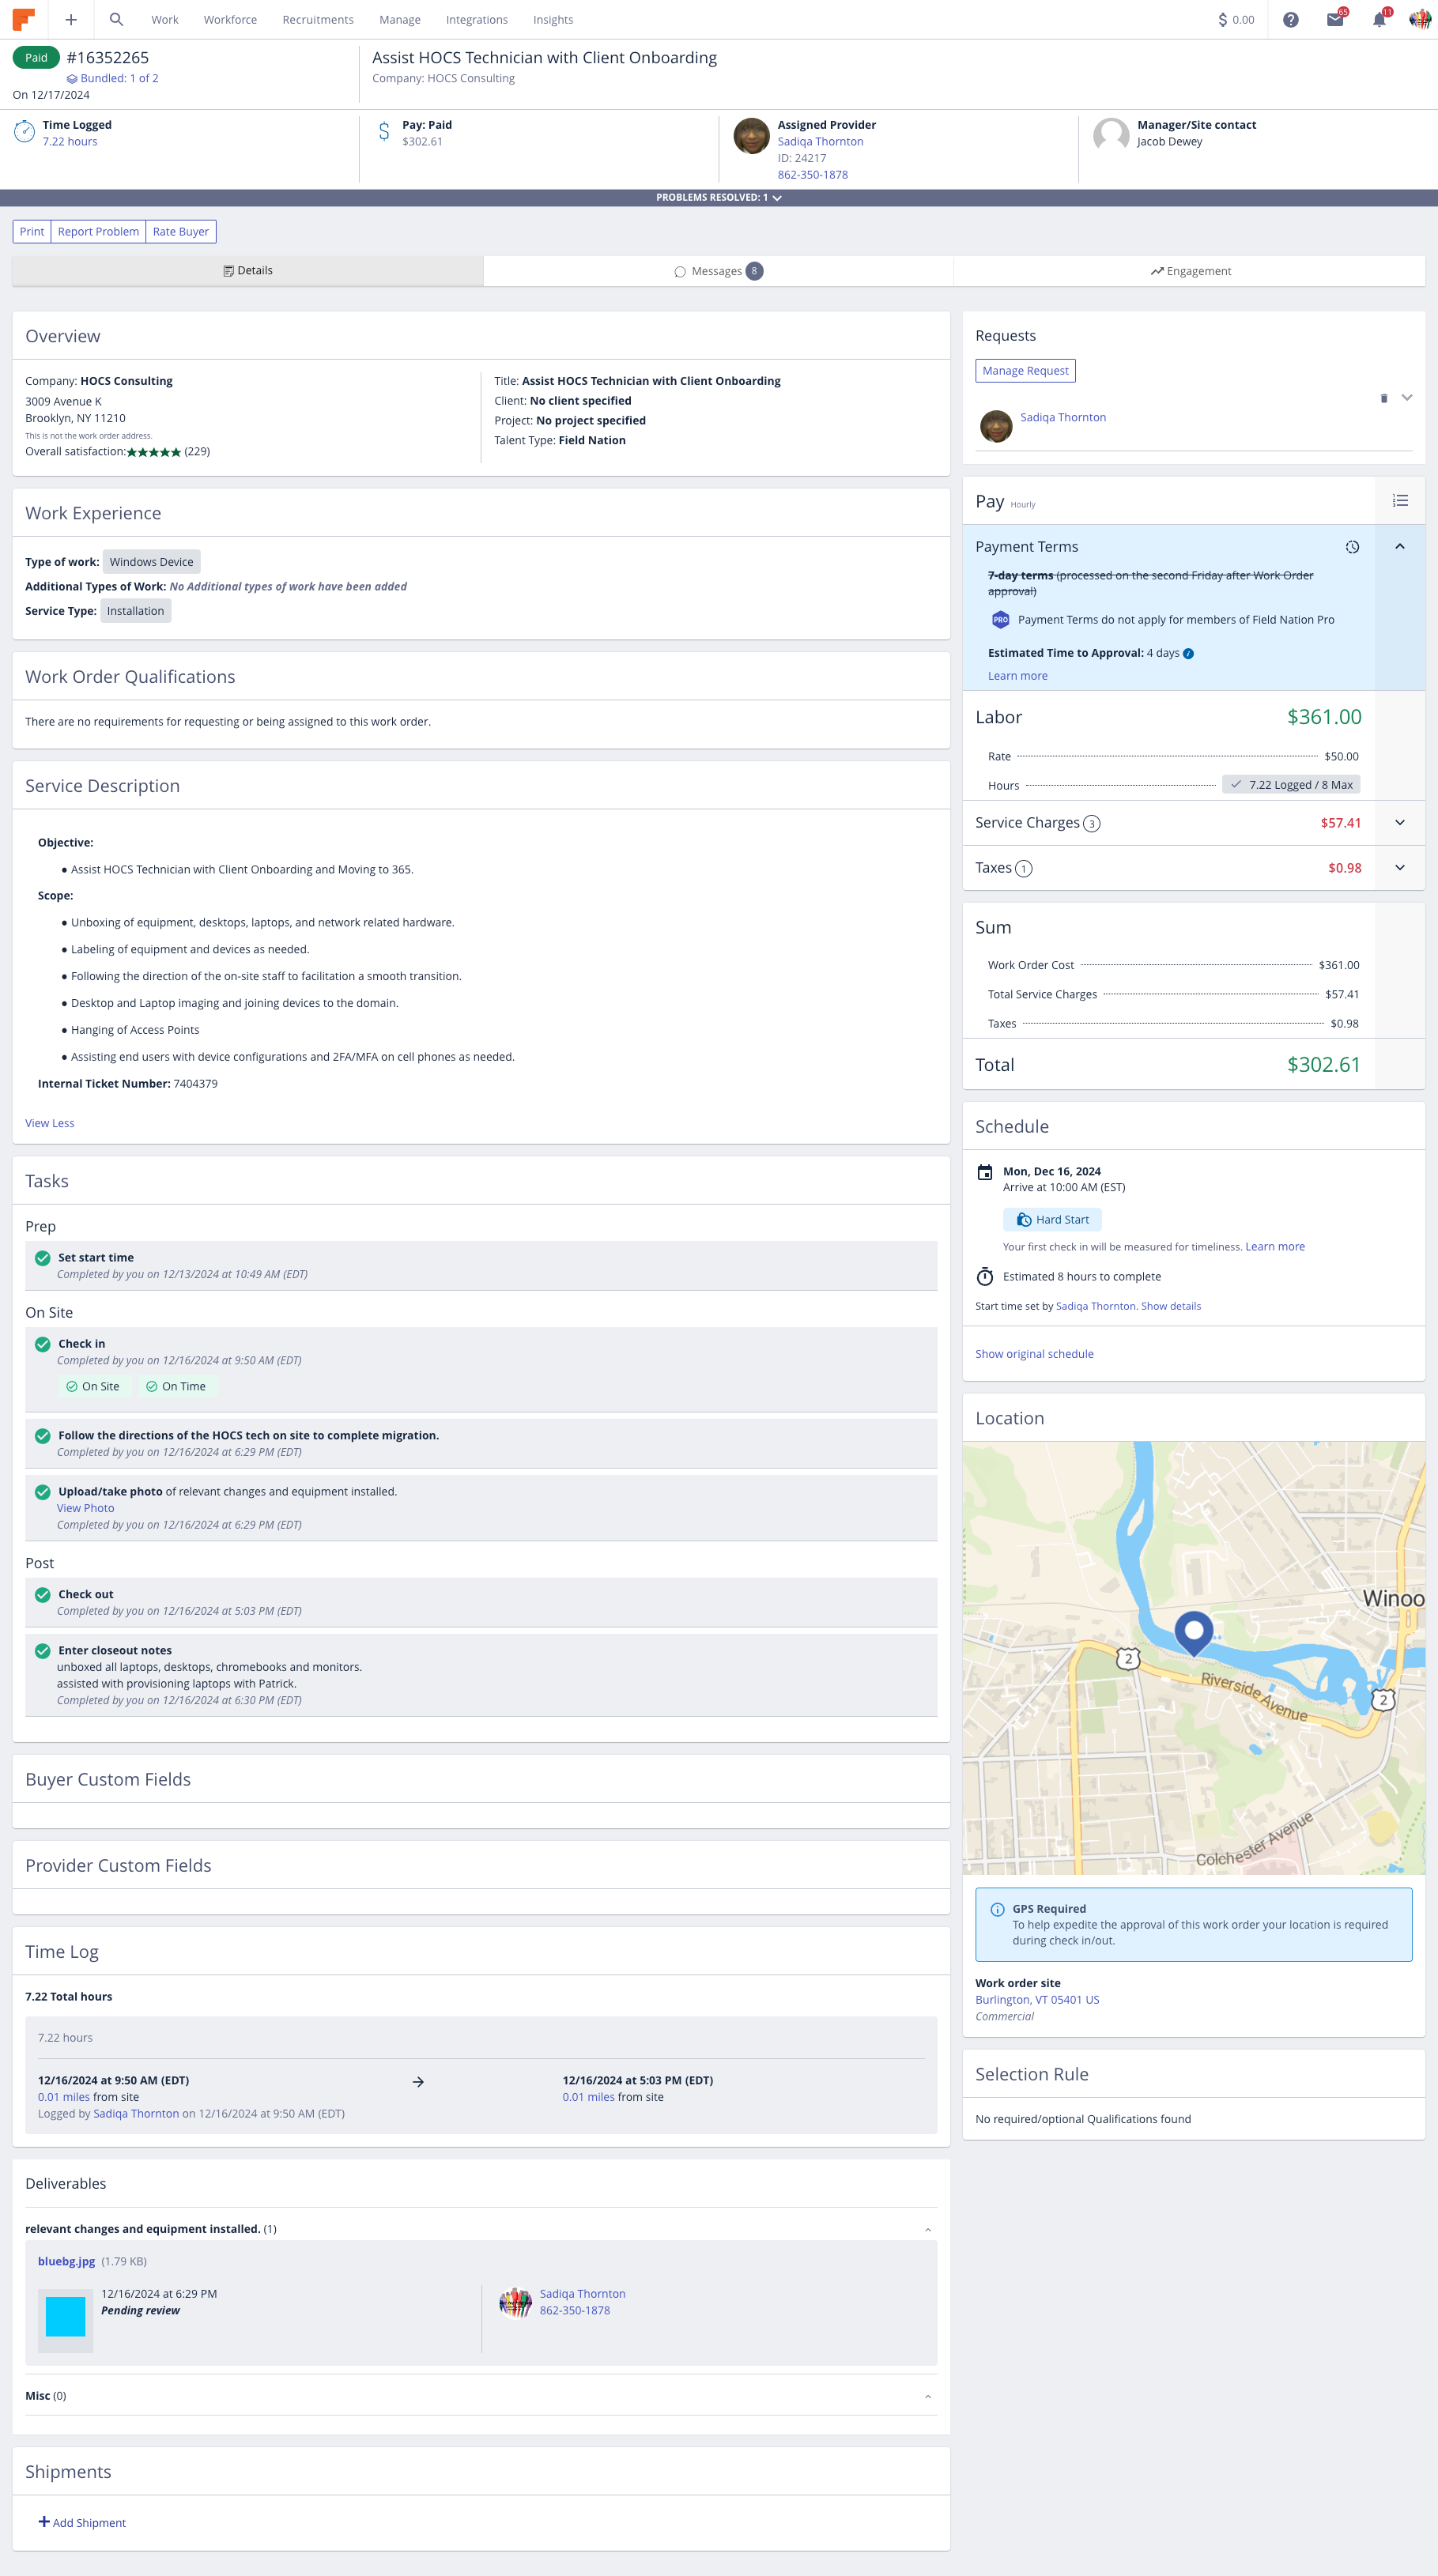 Work Workforce Recruitments Manage Integrations Insights
0.00
65
11
Paid #16352265
Bundled: 1 of 2
On 12/17/2024
Assist HOCS Technician with Client Onboarding
Company: HOCS Consulting
Time Logged
7.22 hours
Pay: Paid
$302.61
Assigned Provider
Sadiqa Thornton
ID: 24217
862-350-1878
Manager/Site contact
Jacob Dewey
PROBLEMS RESOLVED: 1
Print Report Problem Rate Buyer
Details
Messages 8
Engagement
Overview
Company: HOCS Consulting
3009 Avenue K
Brooklyn, NY 11210
This is not the work order address.
Overall satisfaction:★★★★★ (229)
Title: Assist HOCS Technician with Client Onboarding
Client: No client specified
Project: No project specified
Talent Type: Field Nation
Work Experience
Type of work: Windows Device
Additional Types of Work: No Additional types of work have been added
Service Type: Installation
Work Order Qualifications
There are no requirements for requesting or being assigned to this work order.
Service Description
Objective:
● Assist HOCS Technician with Client Onboarding and Moving to 365.
Scope:
● Unboxing of equipment, desktops, laptops, and network related hardware.
● Labeling of equipment and devices as needed.
● Following the direction of the on-site staff to facilitation a smooth transition.
● Desktop and Laptop imaging and joining devices to the domain.
● Hanging of Access Points
● Assisting end users with device configurations and 2FA/MFA on cell phones as needed.
Internal Ticket Number: 7404379
View Less
Tasks
Prep
Set start time
Completed by you on 12/13/2024 at 10:49 AM (EDT)
On Site
Check in
Completed by you on 12/16/2024 at 9:50 AM (EDT)
On Site On Time
Follow the directions of the HOCS tech on site to complete migration.
Completed by you on 12/16/2024 at 6:29 PM (EDT)
Upload/take photo of relevant changes and equipment installed.
View Photo
Completed by you on 12/16/2024 at 6:29 PM (EDT)
Post
Check out
Completed by you on 12/16/2024 at 5:03 PM (EDT)
Enter closeout notes
unboxed all laptops, desktops, chromebooks and monitors.
assisted with provisioning laptops with Patrick.
Completed by you on 12/16/2024 at 6:30 PM (EDT)
Buyer Custom Fields
Provider Custom Fields
Time Log
7.22 Total hours
7.22 hours
12/16/2024 at 9:50 AM (EDT)
0.01 miles from site
Logged by Sadiqa Thornton on 12/16/2024 at 9:50 AM (EDT)
12/16/2024 at 5:03 PM (EDT)
0.01 miles from site
Deliverables
relevant changes and equipment installed. (1)
bluebg.jpg (1.79 KB)
12/16/2024 at 6:29 PM
Pending review
Sadiqa Thornton
862-350-1878
Misc (0)
Shipments
Add Shipment
Requests
Manage Request
Sadiqa Thornton
Pay Hourly
Payment Terms
7-day terms (processed on the second Friday after Work Order
approval)
PRO Payment Terms do not apply for members of Field Nation Pro
Estimated Time to Approval: 4 days
Learn more
Labor $361.00
Rate $50.00
Hours 7.22 Logged / 8 Max
Service Charges 3 $57.41
Taxes 1 $0.98
Sum
Work Order Cost $361.00
Total Service Charges $57.41
Taxes $0.98
Total $302.61
Schedule
Mon, Dec 16, 2024
Arrive at 10:00 AM (EST)
Hard Start
Your first check in will be measured for timeliness. Learn more
Estimated 8 hours to complete
Start time set by Sadiqa Thornton. Show details
Show original schedule
Location
Winoo
2
Riverside Avenue
2
Colchester Avenue
GPS Required
To help expedite the approval of this work order your location is required
during check in/out.
Work order site
Burlington, VT 05401 US
Commercial
Selection Rule
No required/optional Qualifications found